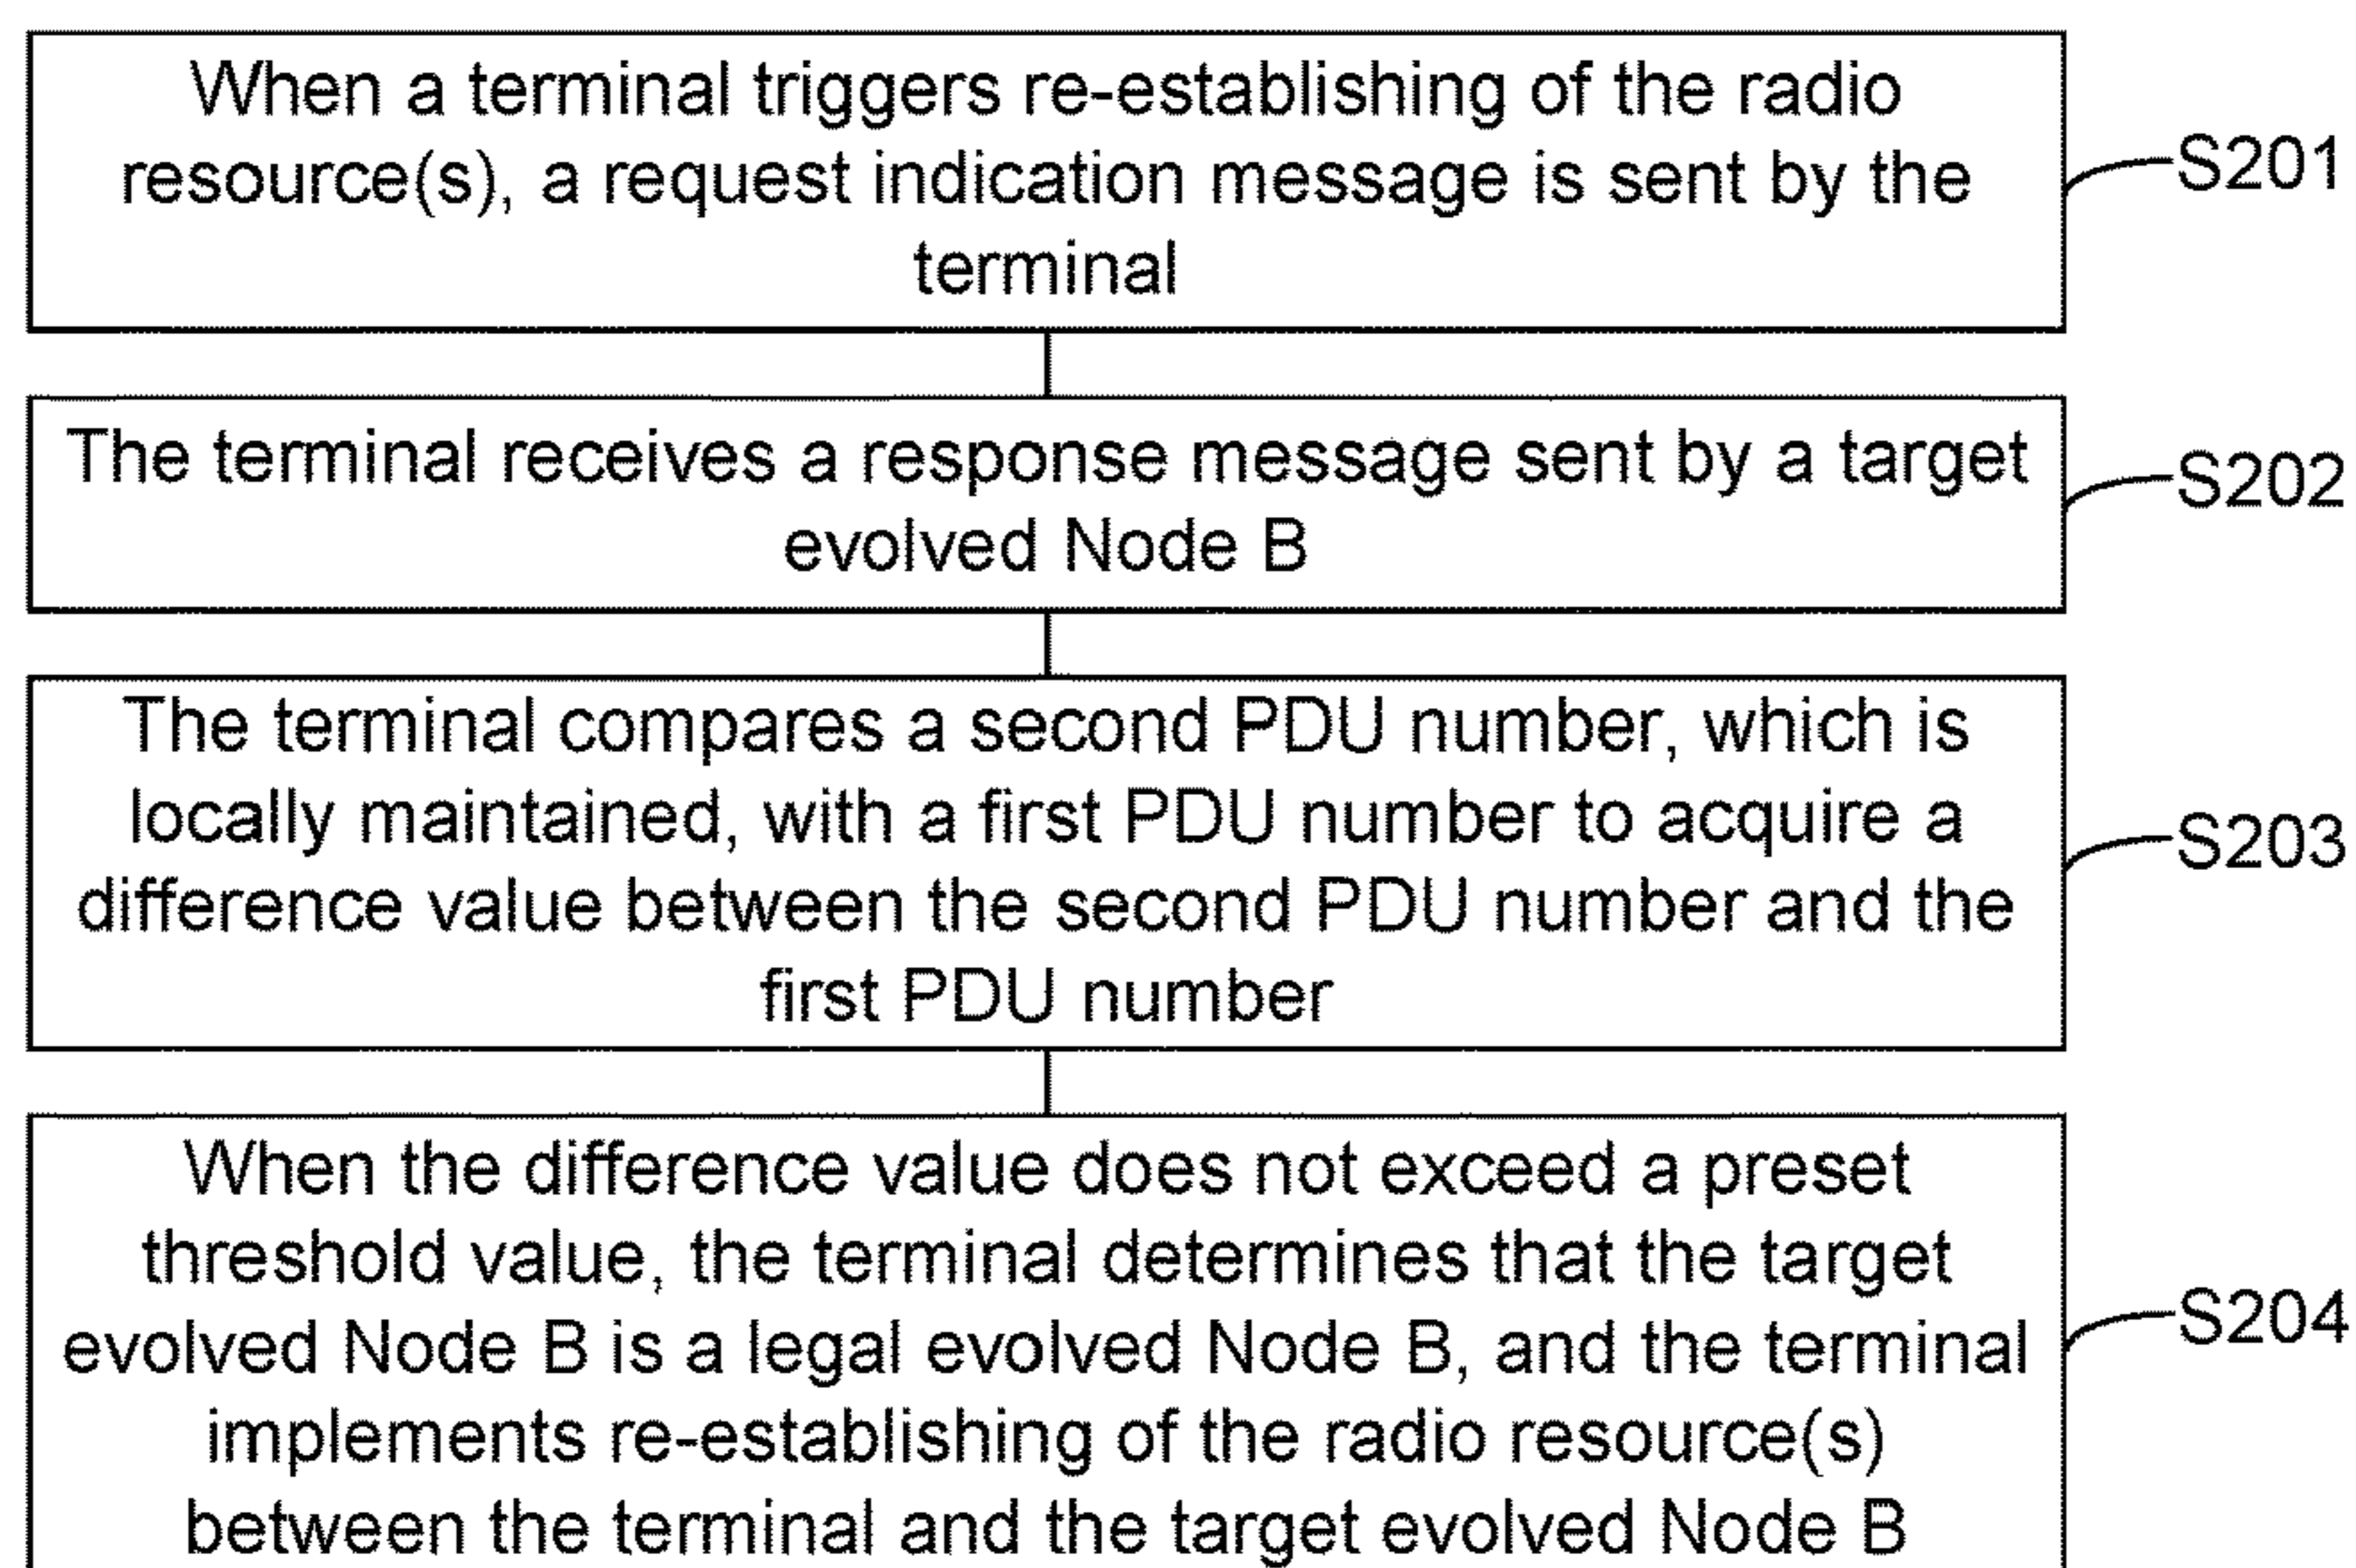 When a terminal triggers re-establishing of the radio
resource(s), a request indication message is sent by the
terminal
S201
The terminal receives a response message sent by a target
evolved Node B
S202
The terminal compares a second PDU number, which is
locally maintained, with a first PDU number to acquire a
difference value between the second PDU number and the
first PDU number
S203
When the difference value does not exceed a preset
threshold value, the terminal determines that the target
evolved Node B is a legal evolved Node B, and the terminal
implements re-establishing of the radio resource(s)
between the terminal and the target evolved Node B
S204